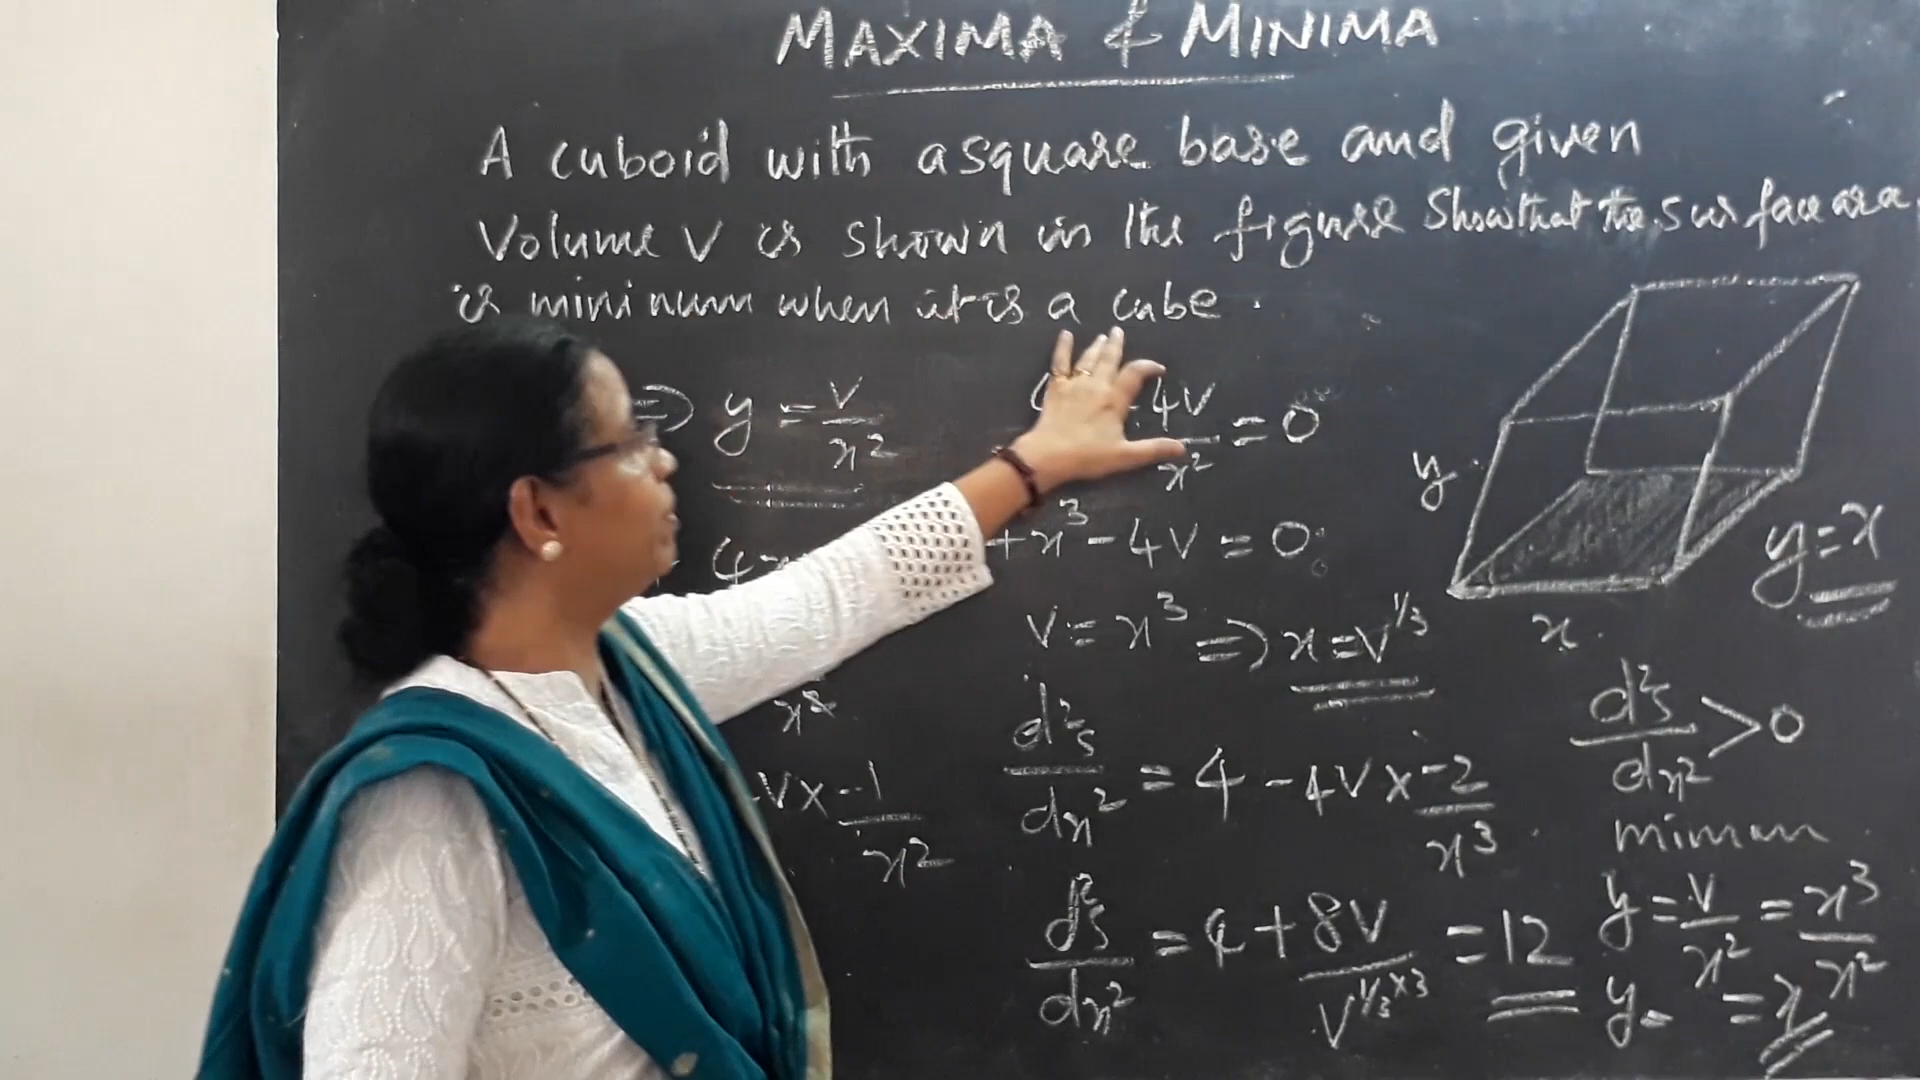 MAXIMA & MINIMA
A cuboid with a square base and given
Volume V is shown in the figure Show that the surface area
is mininum when it is a cube.
⇒ y = V/x²
4V/x² = 0
x³ - 4V = 0
V = x³ ⇒ x = V^1/3
x²
Vx -1/x²
d²s/dx² = 4 - 4V x -2/x³
d²s/dx² = 4 + 8V/V^1/3×3 = 12
y
x
y = x
d²s/dx² > 0
y = V/x² = x³/x²
y = x